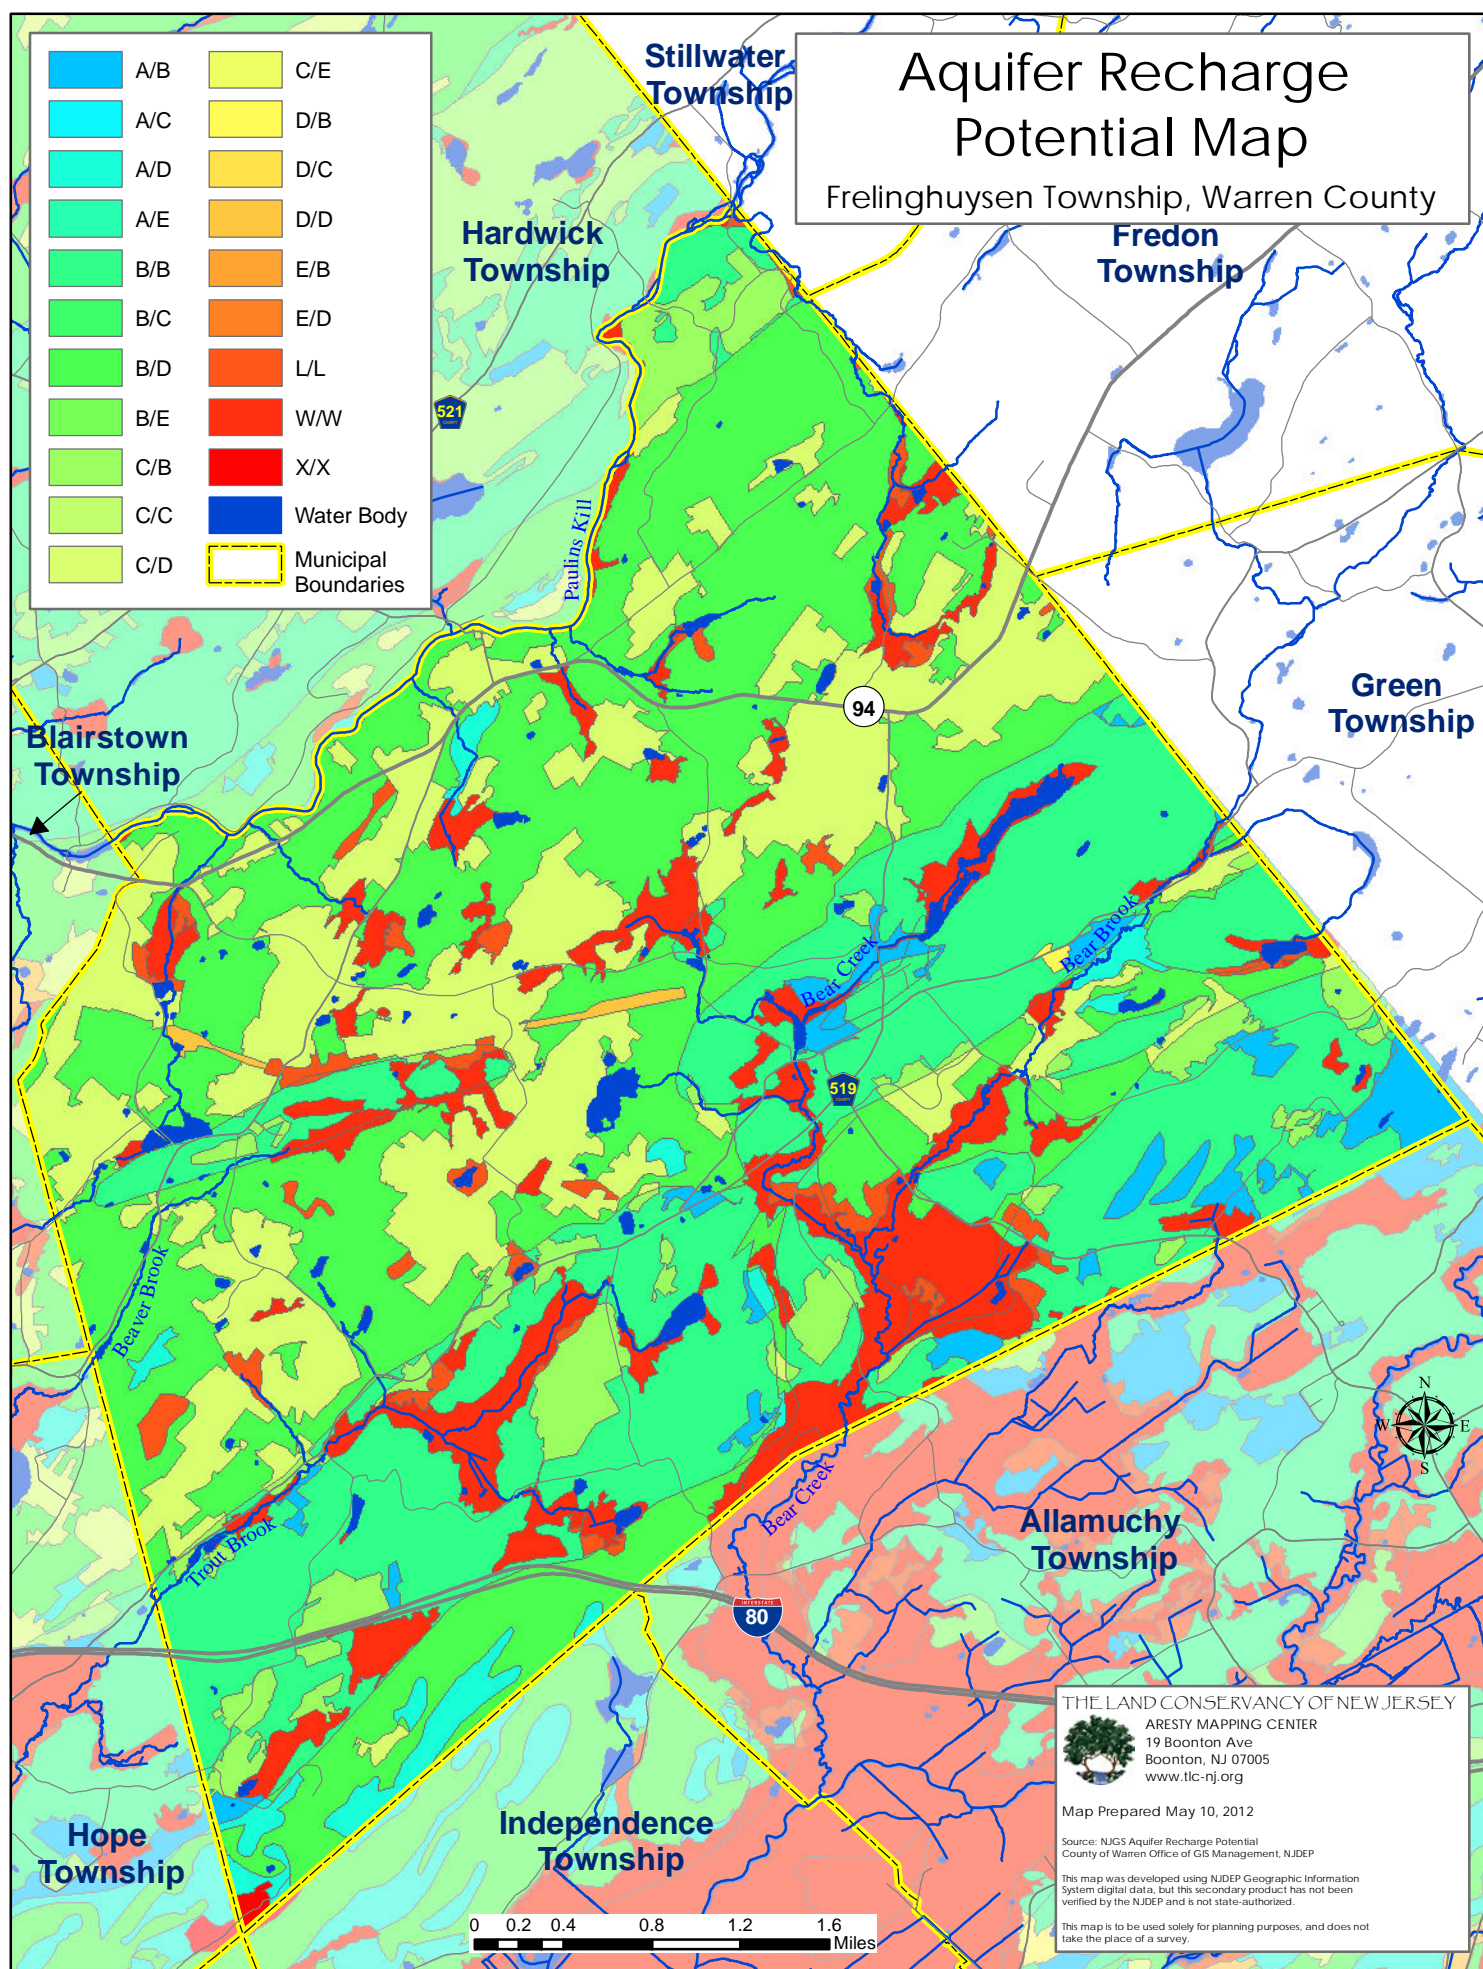 Aquifer Recharge
Potential Map
Frelinghuysen Township, Warren County
A/B
A/C
A/D
A/E
B/B
B/C
B/D
B/E
C/B
C/C
C/D
C/E
D/B
D/C
D/D
E/B
E/D
L/L
W/W
X/X
Water Body
Municipal
Boundaries
Stillwater
Township
Hardwick
Township
Fredon
Township
521
COUNTY
Paulins Kill
Green
Township
94
Blairstown
Township
Bear Creek
Bear Brook
519
COUNTY
Beaver Brook
Trout Brook
Bear Creek
N
W
E
S
Allamuchy
Township
INTERSTATE
80
Hope
Township
Independence
Township
0 0.2 0.4 0.8 1.2 1.6
Miles
THE LAND CONSERVANCY OF NEW JERSEY
ARESTY MAPPING CENTER
19 Boonton Ave
Boonton, NJ 07005
www.tlc-nj.org
Map Prepared May 10, 2012
Source: NJGS Aquifer Recharge Potential
County of Warren Office of GIS Management, NJDEP
This map was developed using NJDEP Geographic Information
System digital data, but this secondary product has not been
verified by the NJDEP and is not state-authorized.
This map is to be used solely for planning purposes, and does not
take the place of a survey.